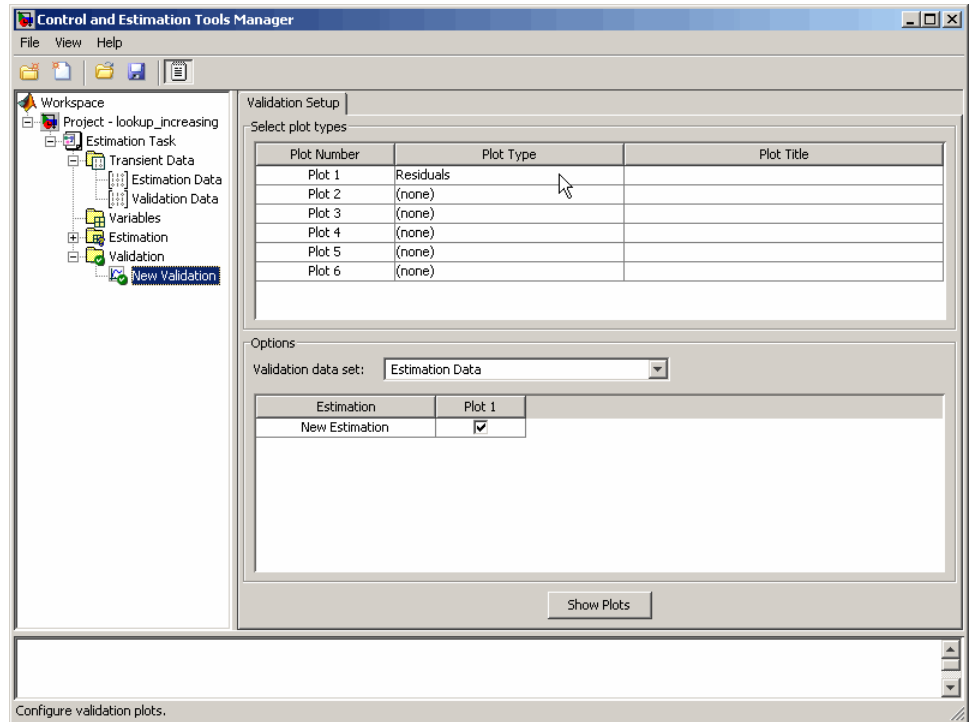 Control and Estimation Tools Manager
File View Help
Workspace
Project - lookup_increasing
Estimation Task
Transient Data
Estimation Data
Validation Data
Variables
Estimation
Validation
New Validation
Validation Setup
Select plot types
Plot Number Plot Type Plot Title
Plot 1 Residuals
Plot 2 (none)
Plot 3 (none)
Plot 4 (none)
Plot 5 (none)
Plot 6 (none)
Options
Validation data set: Estimation Data
Estimation Plot 1
New Estimation
Show Plots
Configure validation plots.